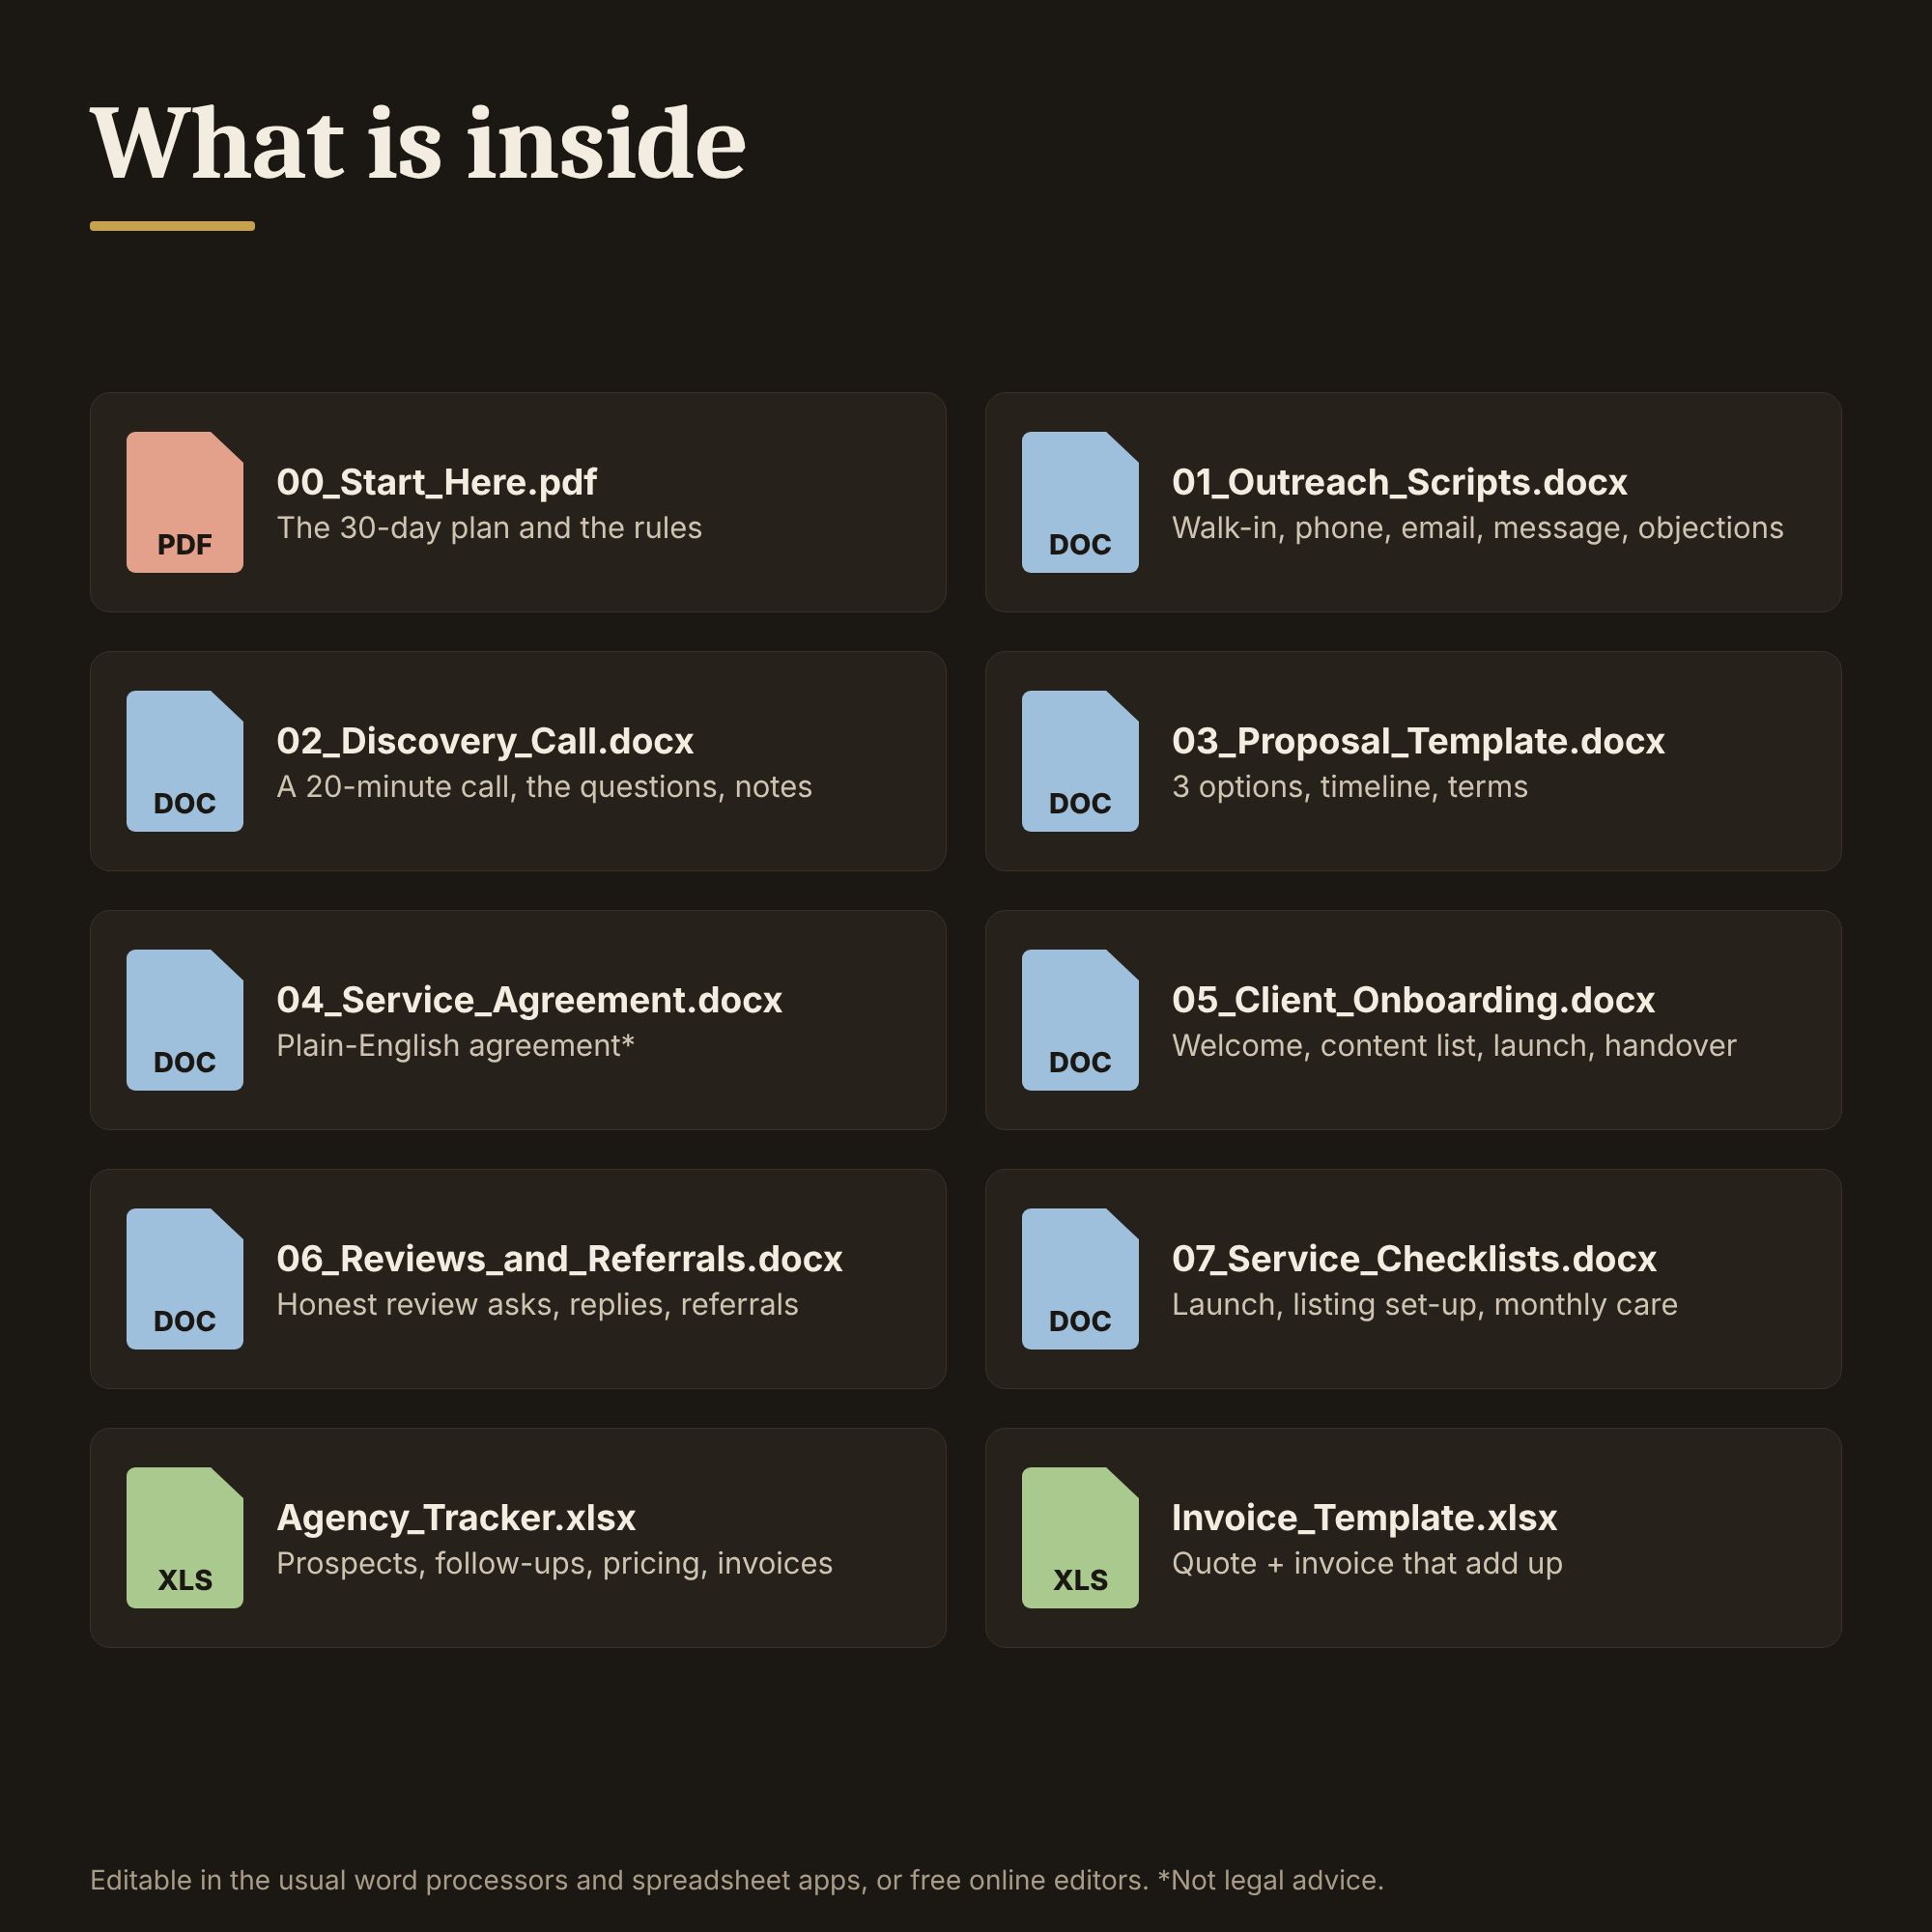 What is inside
PDF
00_Start_Here.pdf
The 30-day plan and the rules
DOC
01_Outreach_Scripts.docx
Walk-in, phone, email, message, objections
DOC
02_Discovery_Call.docx
A 20-minute call, the questions, notes
DOC
03_Proposal_Template.docx
3 options, timeline, terms
DOC
04_Service_Agreement.docx
Plain-English agreement*
DOC
05_Client_Onboarding.docx
Welcome, content list, launch, handover
DOC
06_Reviews_and_Referrals.docx
Honest review asks, replies, referrals
DOC
07_Service_Checklists.docx
Launch, listing set-up, monthly care
XLS
Agency_Tracker.xlsx
Prospects, follow-ups, pricing, invoices
XLS
Invoice_Template.xlsx
Quote + invoice that add up
Editable in the usual word processors and spreadsheet apps, or free online editors. *Not legal advice.